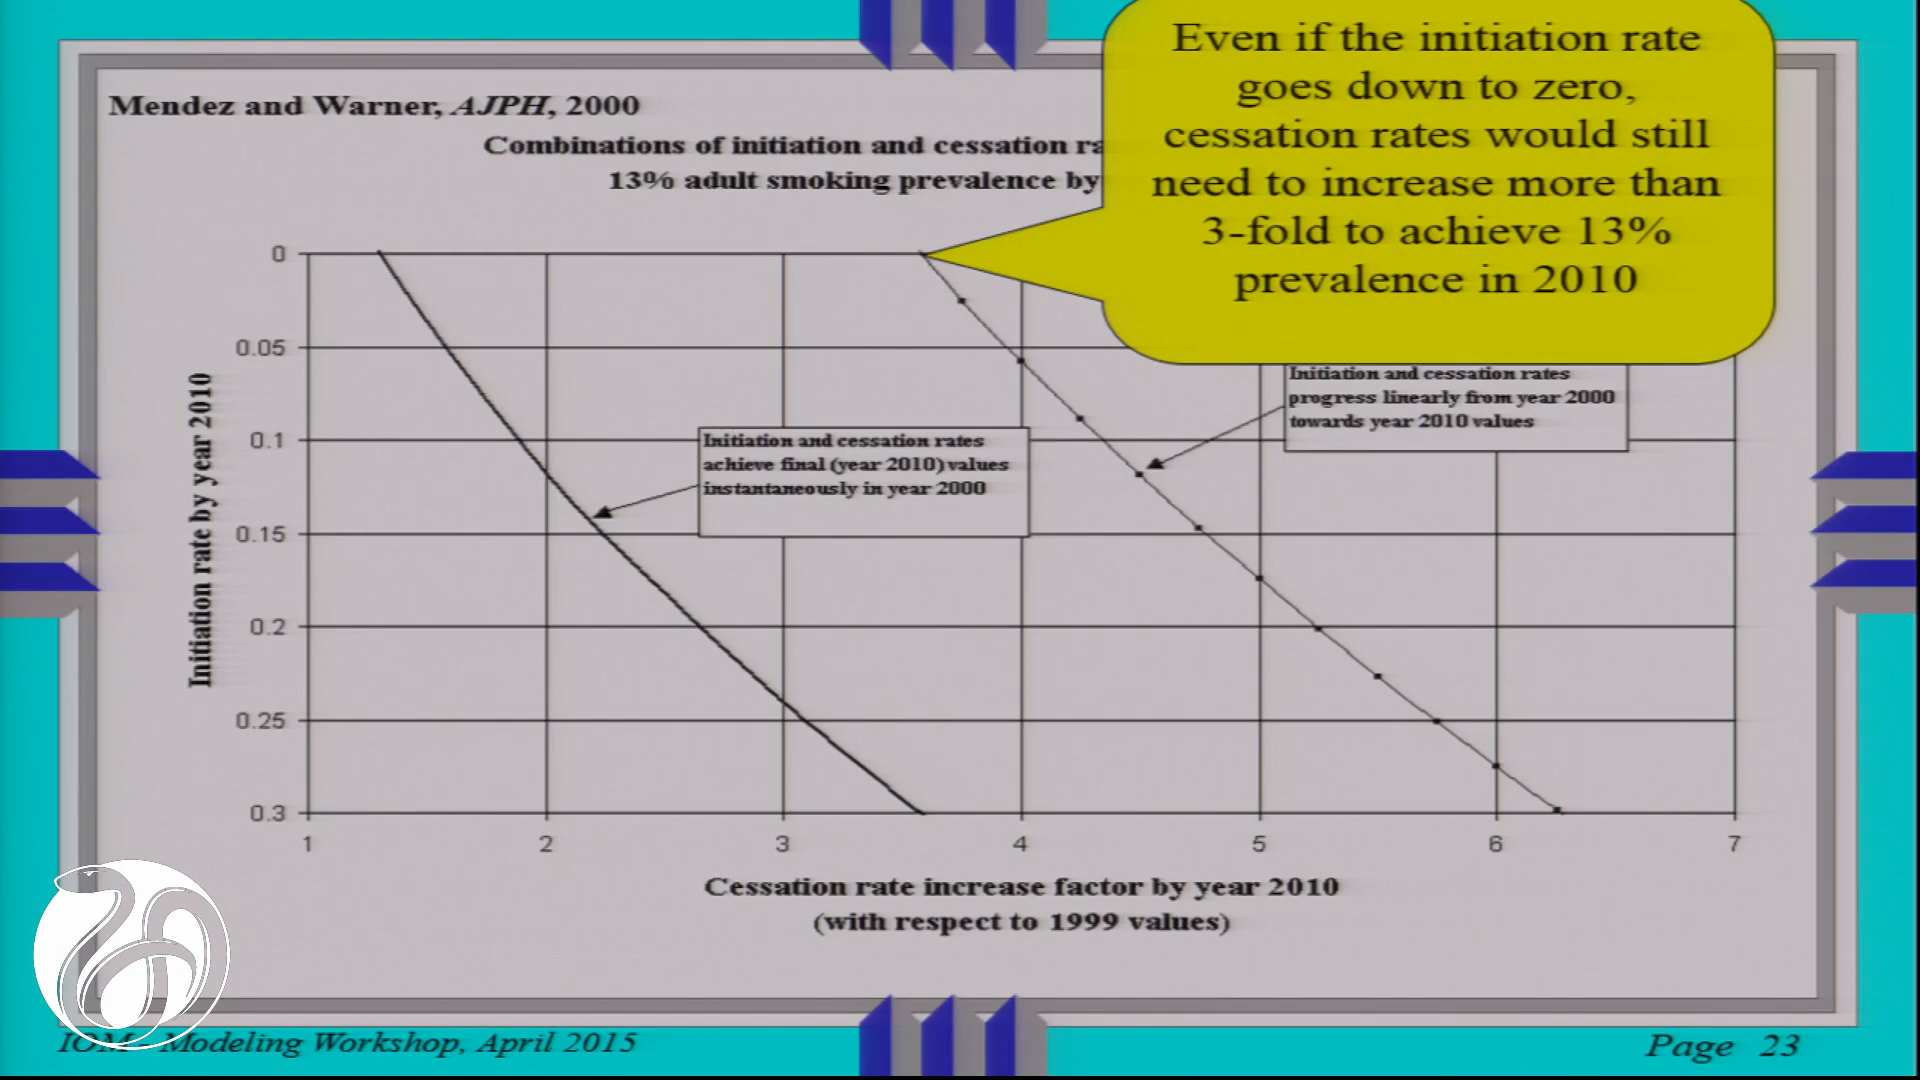 Even if the initiation rate
goes down to zero,
cessation rates would still
need to increase more than
3-fold to achieve 13%
prevalence in 2010
Mendez and Warner, AJPH, 2000
Combinations of initiation and cessation
13% adult smoking prevalence by
0
0.05
0.1
0.15
0.2
0.25
0.3
Initiation rate by year 2010
Initiation and cessation rates
achieve final (year 2010) values
instantaneously in year 2000
Initiation and cessation rates
progress linearly from year 2000
towards year 2010 values
1 2 3 4 5 6 7
Cessation rate increase factor by year 2010
(with respect to 1999 values)
IOM - Modeling Workshop, April 2015
Page 23